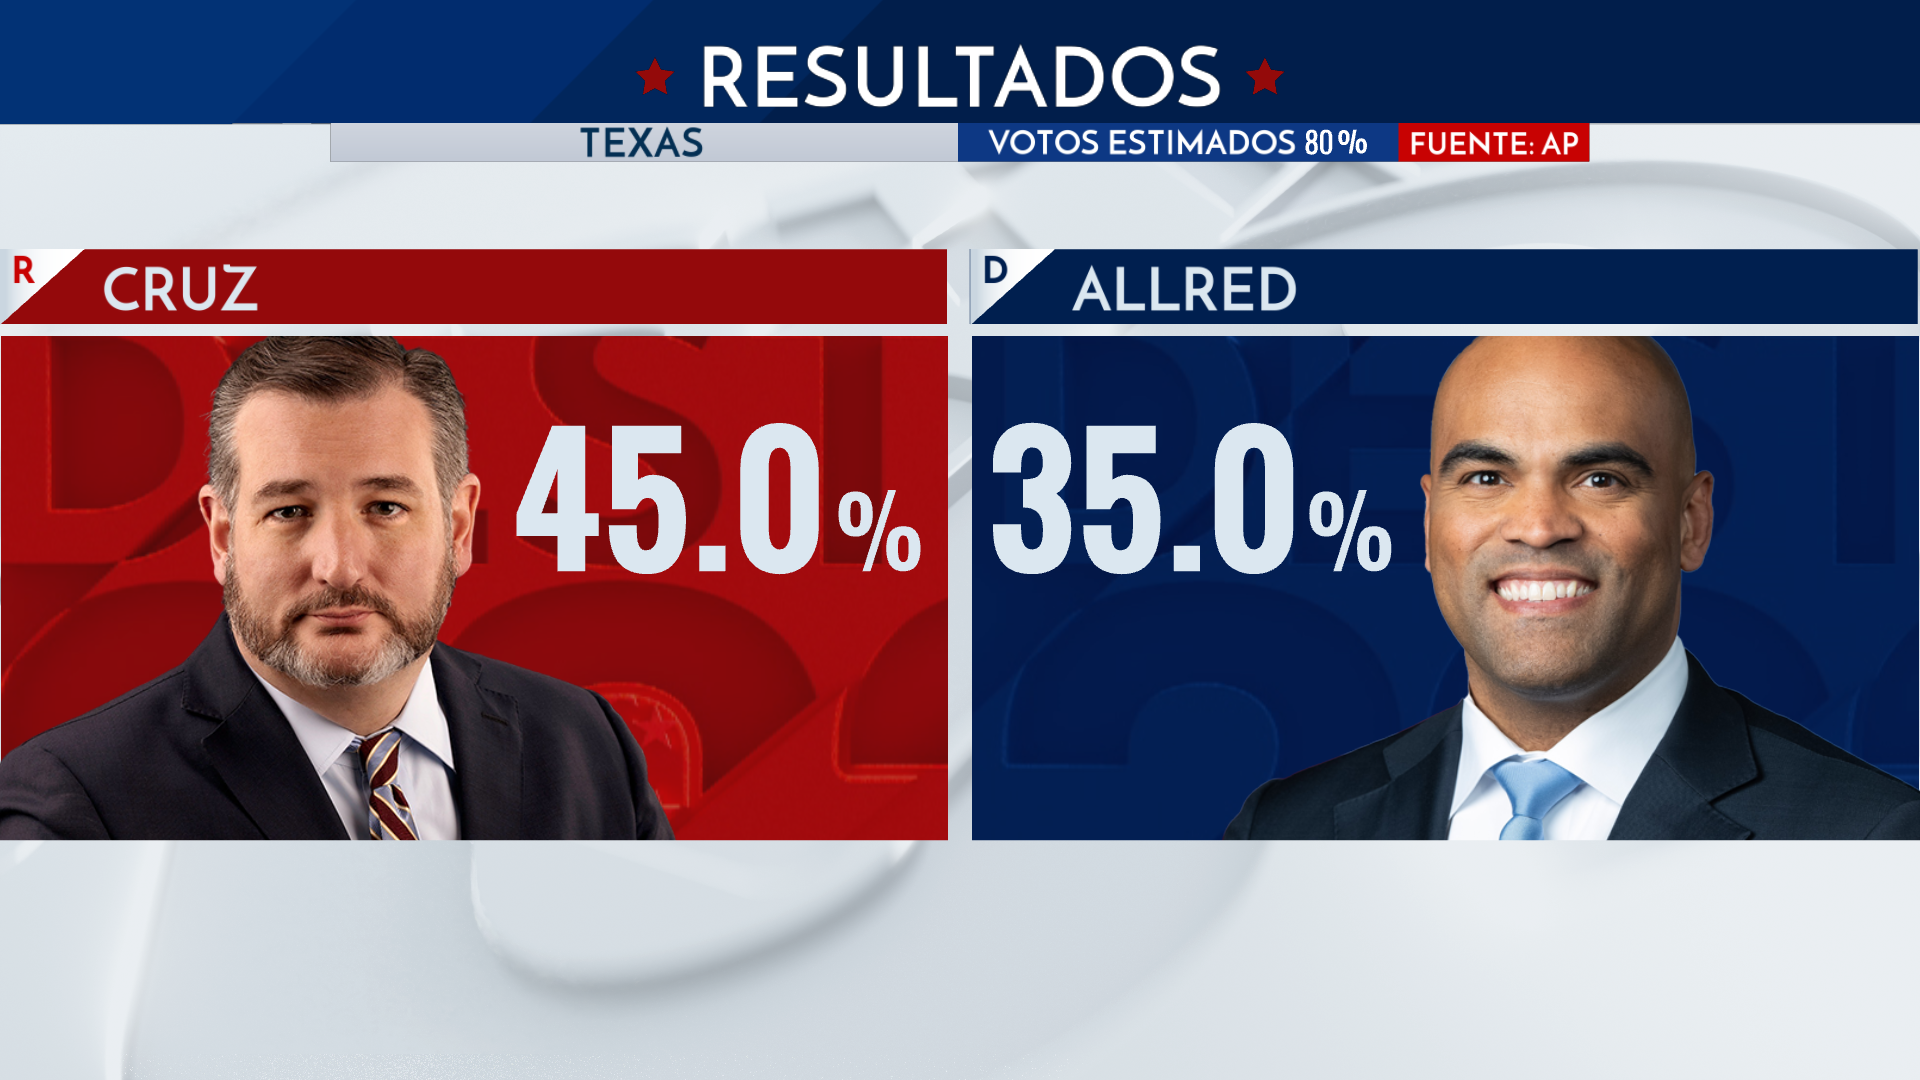 RESULTADOS
TEXAS
VOTOS ESTIMADOS 80%
FUENTE: AP
R
CRUZ
45.0%
D
ALLRED
35.0%